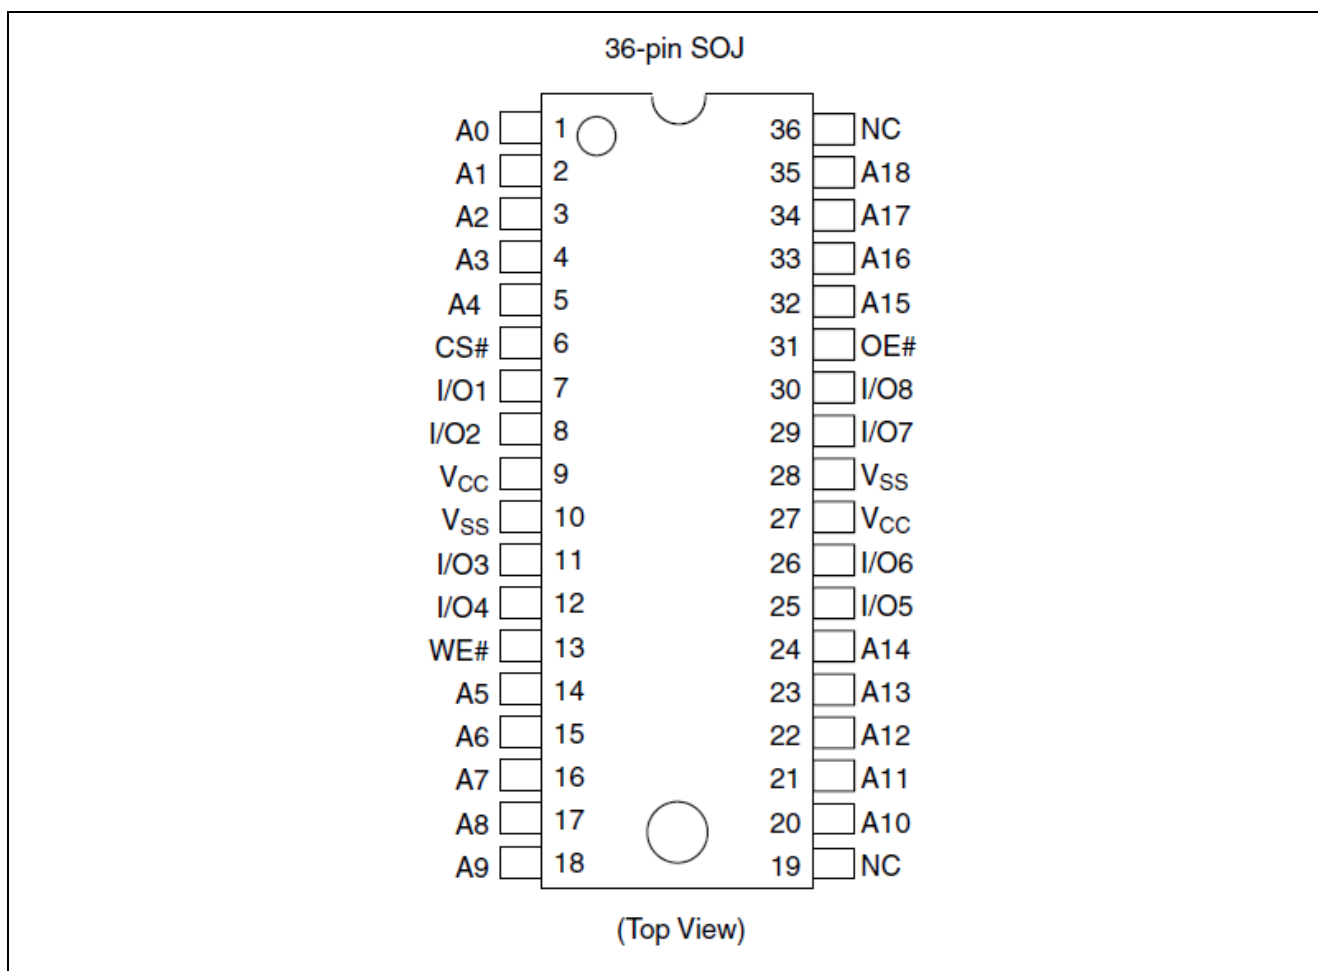 36-pin SOJ
A0 1 36 NC
A1 2 35 A18
A2 3 34 A17
A3 4 33 A16
A4 5 32 A15
CS# 6 31 OE#
I/O1 7 30 I/O8
I/O2 8 29 I/O7
VCC 9 28 VSS
VSS 10 27 VCC
I/O3 11 26 I/O6
I/O4 12 25 I/O5
WE# 13 24 A14
A5 14 23 A13
A6 15 22 A12
A7 16 21 A11
A8 17 20 A10
A9 18 19 NC
(Top View)